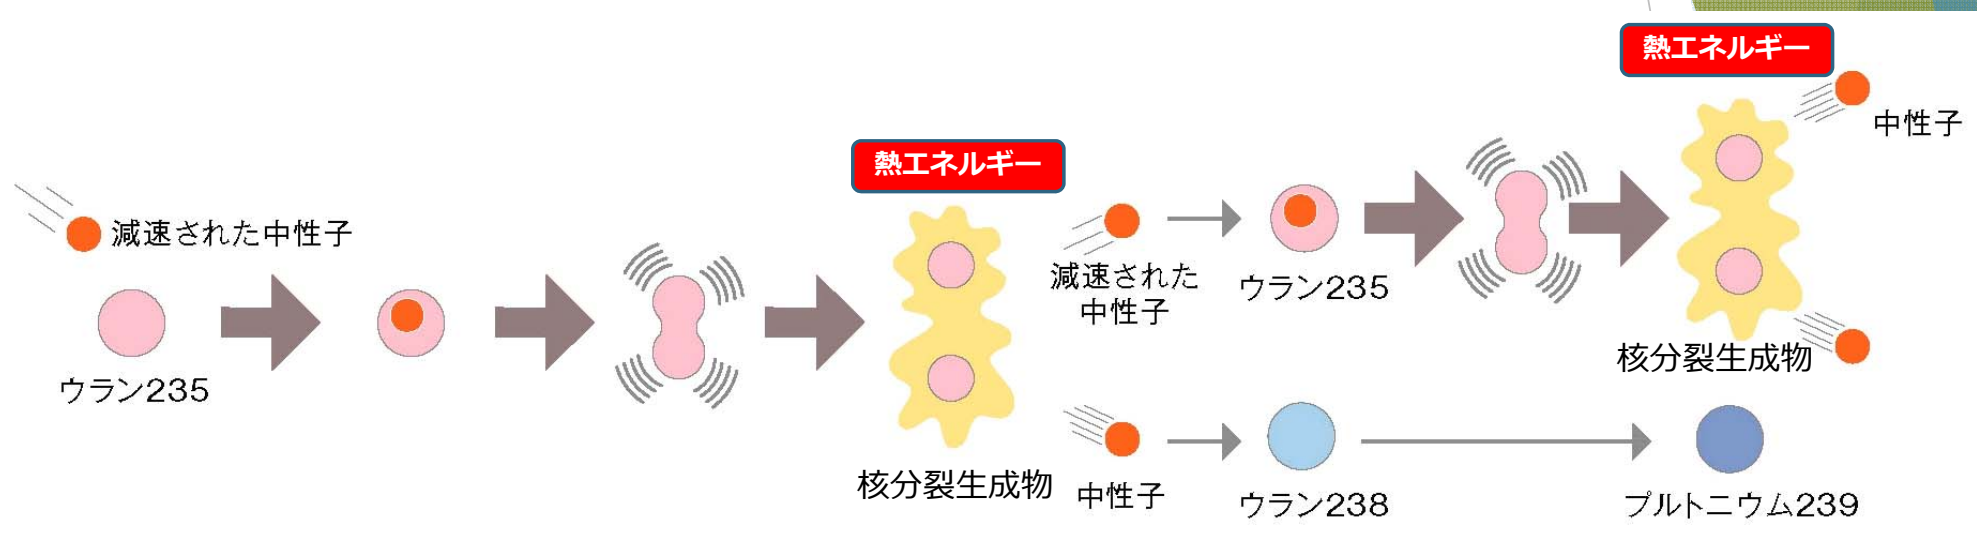 減速された中性子
ウラン235
熱エネルギー
核分裂生成物
減速された
中性子
ウラン235
熱エネルギー
中性子
核分裂生成物
中性子
ウラン238
プルトニウム239